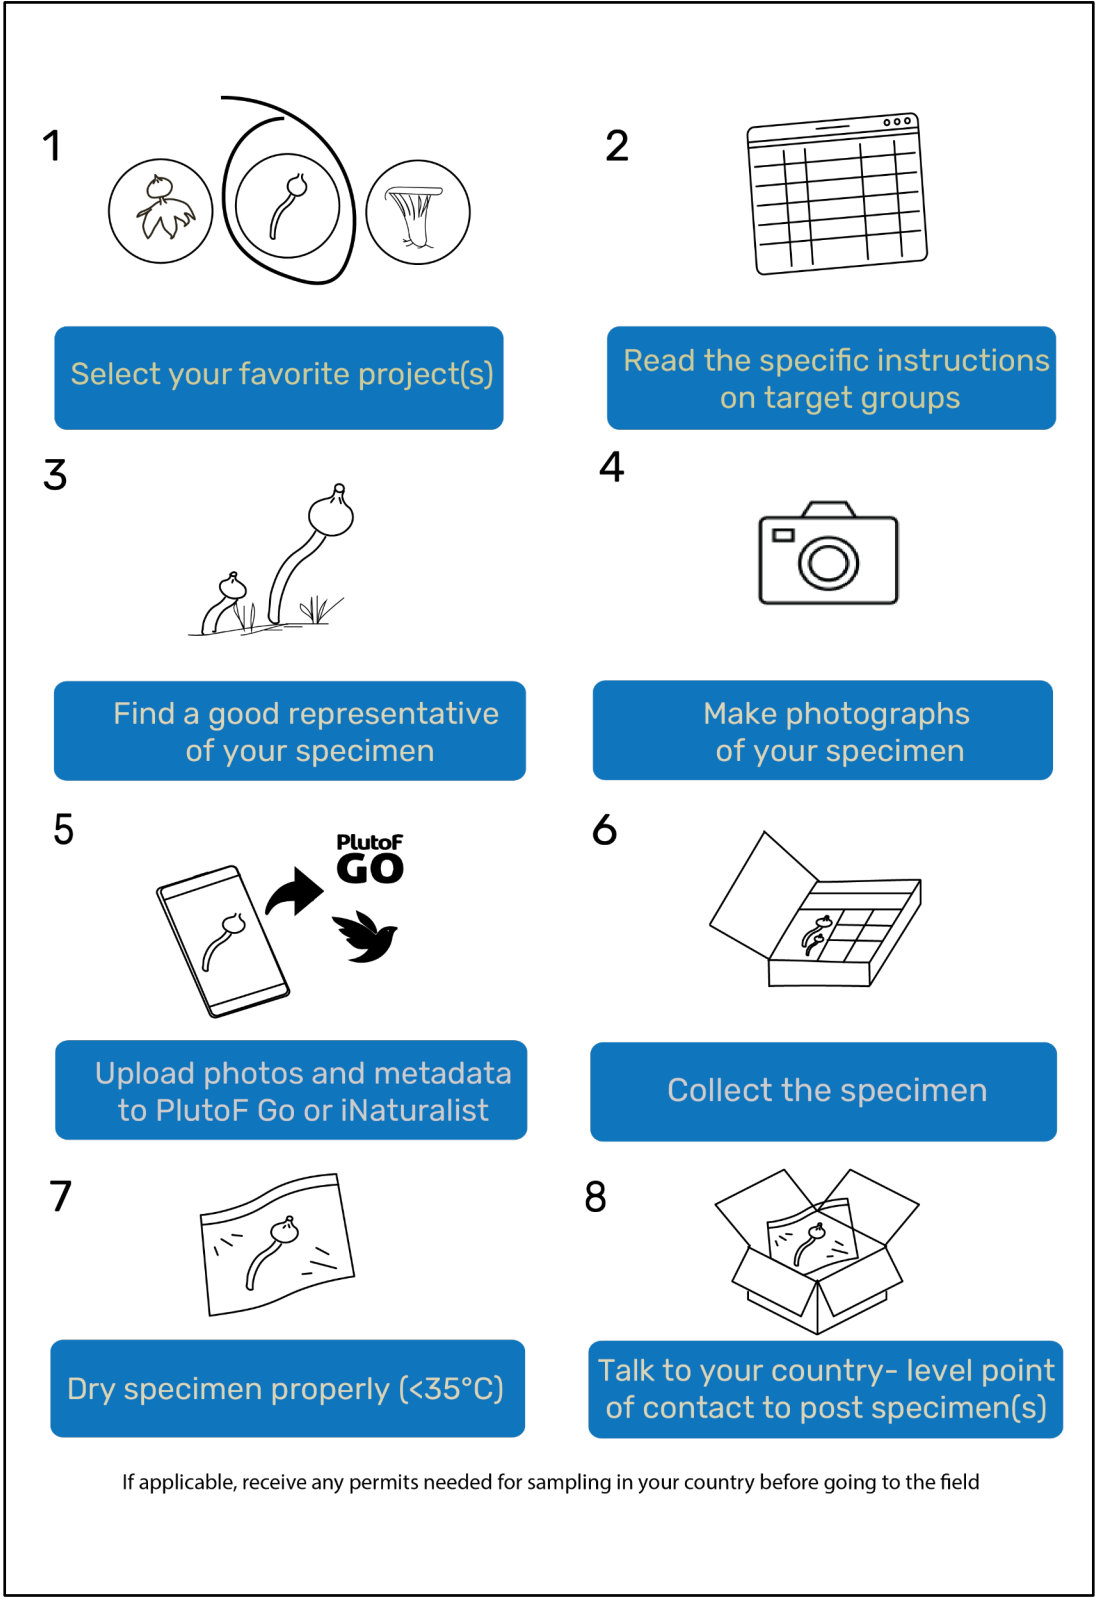 1
2
Select your favorite project(s)
Read the specific instructions
on target groups
3
4
Find a good representative
of your specimen
Make photographs
of your specimen
5
PlutoF
GO
6
Upload photos and metadata
to PlutoF Go or iNaturalist
Collect the specimen
7
8
Dry specimen properly (<35°C)
Talk to your country- level point
of contact to post specimen(s)
If applicable, receive any permits needed for sampling in your country before going to the field